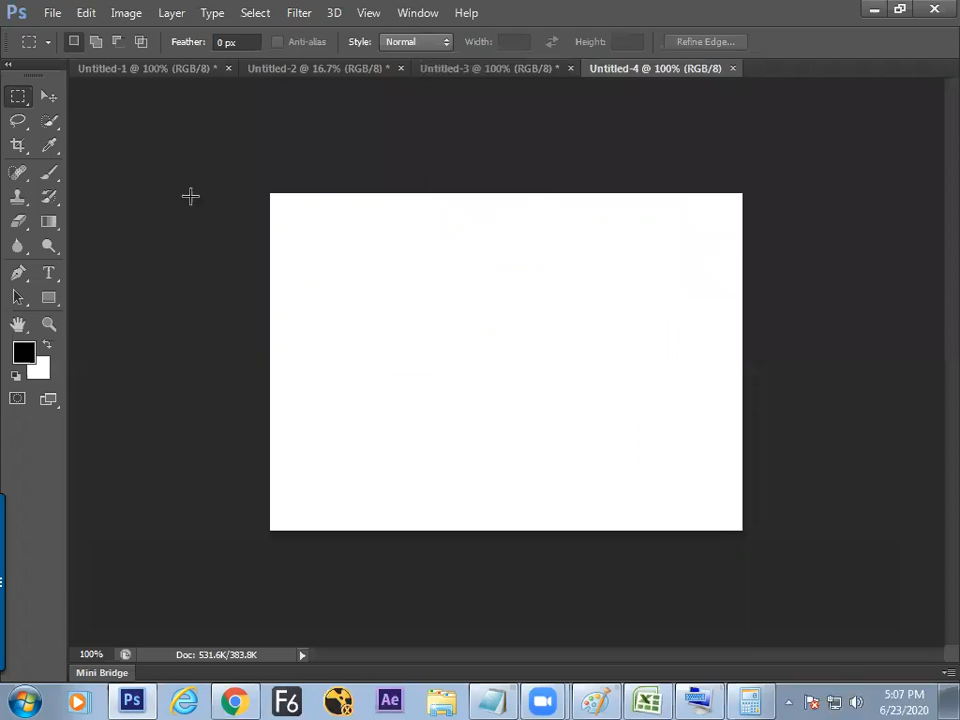 Ps File Edit Image Layer Type Select Filter 3D View Window Help
Feather: 0 px Anti-alias Style: Normal Width: Height: Refine Edge...
Untitled-1 @ 100% (RGB/8) * × Untitled-2 @ 16.7% (RGB/8) * × Untitled-3 @ 100% (RGB/8) * × Untitled-4 @ 100% (RGB/8) ×
T
100% Doc: 531.6K/383.8K
Mini Bridge
Ps F6 Ae
5:07 PM
6/23/2020